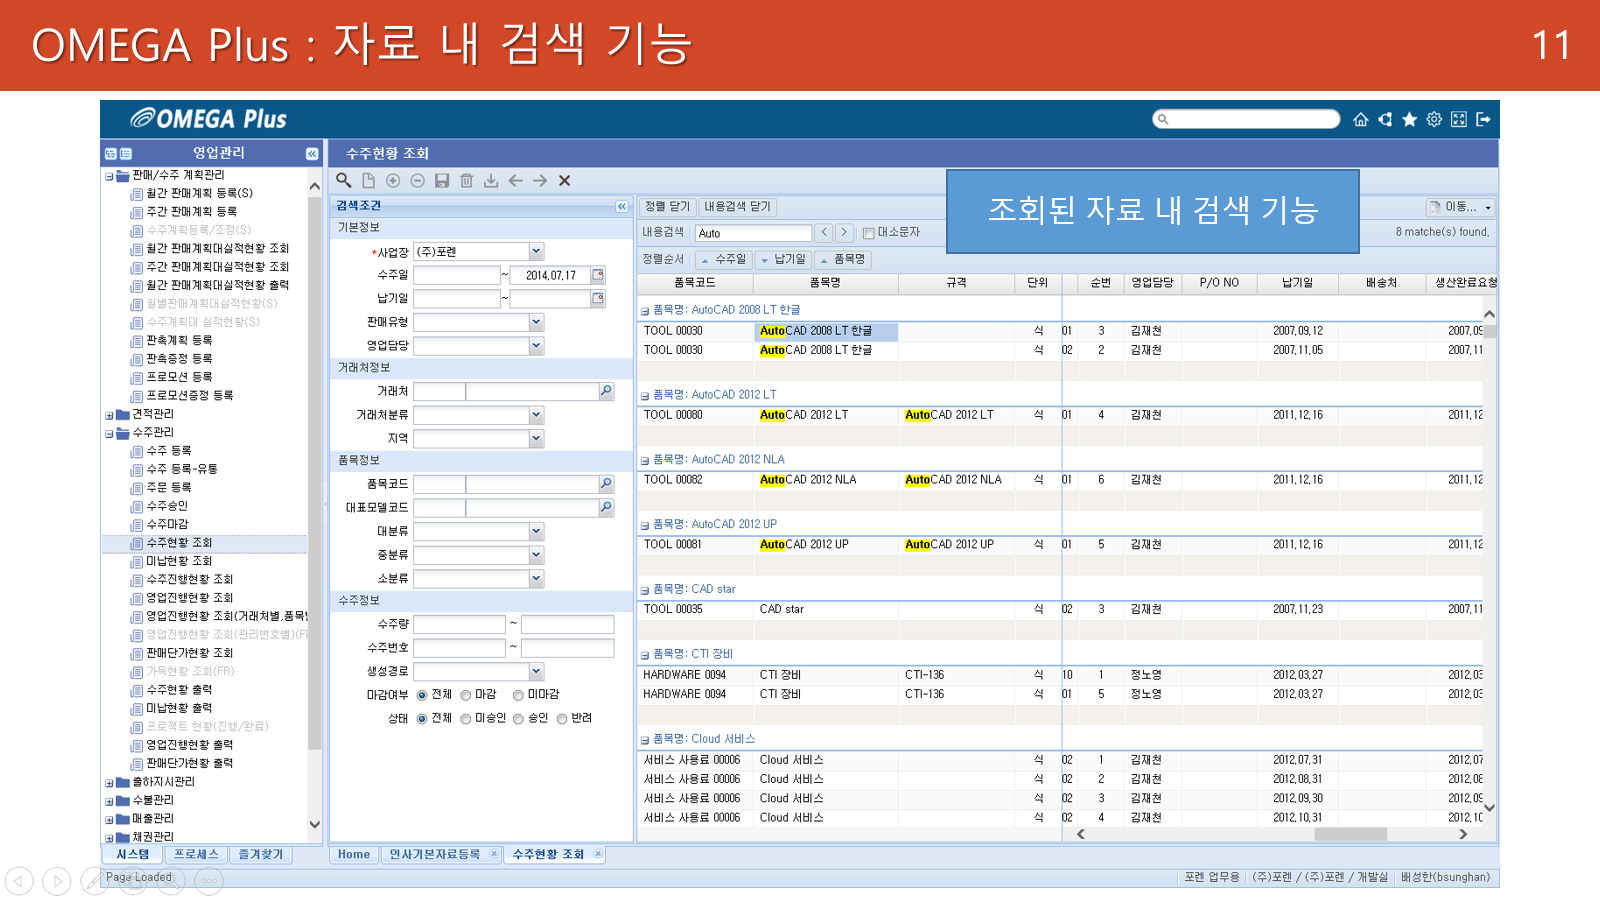 OMEGA Plus : 자료 내 검색 기능
11
OMEGA Plus
영업관리
수주현황 조회
판매/수주 계획관리
월간 판매계획 등록(S)
주간 판매계획 등록
수주계획등록/조정(S)
월간 판매계획대실적현황 조회
주간 판매계획대실적현황 조회
월간 판매계획대실적현황 출력
월별판매계획대실적현황(S)
수주계획대 실적현황(S)
판촉계획 등록
판촉증정 등록
프로모션 등록
프로모션증정 등록
견적관리
수주관리
수주 등록
수주 등록-유통
주문 등록
수주승인
수주마감
수주현황 조회
미납현황 조회
수주진행현황 조회
영업진행현황 조회
영업진행현황 조회(거래처별,품목별
영업진행현황 조회(관리번호별)(FI
판매단가현황 조회
가득현황 조회(FR)
수주현황 출력
미납현황 출력
프로젝트 현황(진행/완료)
영업진행현황 출력
판매단가현황 출력
출하지시관리
수불관리
매출관리
채권관리
시스템 프로세스 즐겨찾기
검색조건
기본정보
*사업장 (주)포렌
수주일 ~ 2014.07.17
납기일 ~
판매유형
영업담당
거래처정보
거래처
거래처분류
지역
품목정보
품목코드
대표모델코드
대분류
중분류
소분류
수주정보
수주량 ~
수주번호 ~
생성경로
마감여부 전체 마감 미마감
상태 전체 미승인 승인 반려
조회된 자료 내 검색 기능
정렬 닫기 내용검색 닫기 이동...
내용검색 Auto < > 대소문자 8 matche(s) found.
정렬순서 수주일 납기일 품목명
품목코드 품목명 규격 단위 순번 영업담당 P/O NO 납기일 배송처 생산완료요청
품목명: AutoCAD 2008 LT 한글
TOOL 00030 AutoCAD 2008 LT 한글 식 01 3 김재천 2007.09.12 2007.09
TOOL 00030 AutoCAD 2008 LT 한글 식 02 2 김재천 2007.11.05 2007.11
품목명: AutoCAD 2012 LT
TOOL 00080 AutoCAD 2012 LT AutoCAD 2012 LT 식 01 4 김재천 2011.12.16 2011.12
품목명: AutoCAD 2012 NLA
TOOL 00082 AutoCAD 2012 NLA AutoCAD 2012 NLA 식 01 6 김재천 2011.12.16 2011.12
품목명: AutoCAD 2012 UP
TOOL 00081 AutoCAD 2012 UP AutoCAD 2012 UP 식 01 5 김재천 2011.12.16 2011.12
품목명: CAD star
TOOL 00035 CAD star 식 02 3 김재천 2007.11.23 2007.11
품목명: CTI 장비
HARDWARE 0094 CTI 장비 CTI-136 식 10 1 정노영 2012.03.27 2012.03
HARDWARE 0094 CTI 장비 CTI-136 식 01 5 정노영 2012.03.27 2012.03
품목명: Cloud 서비스
서비스 사용료 00006 Cloud 서비스 식 02 1 김재천 2012.07.31 2012.07
서비스 사용료 00006 Cloud 서비스 식 02 2 김재천 2012.08.31 2012.08
서비스 사용료 00006 Cloud 서비스 식 02 3 김재천 2012.09.30 2012.09
서비스 사용료 00006 Cloud 서비스 식 02 4 김재천 2012.10.31 2012.10
Home 인사기본자료등록 수주현황 조회
Page Loaded
포렌 업무용 (주)포렌 / (주)포렌 / 개발실 배성한(bsunghan)